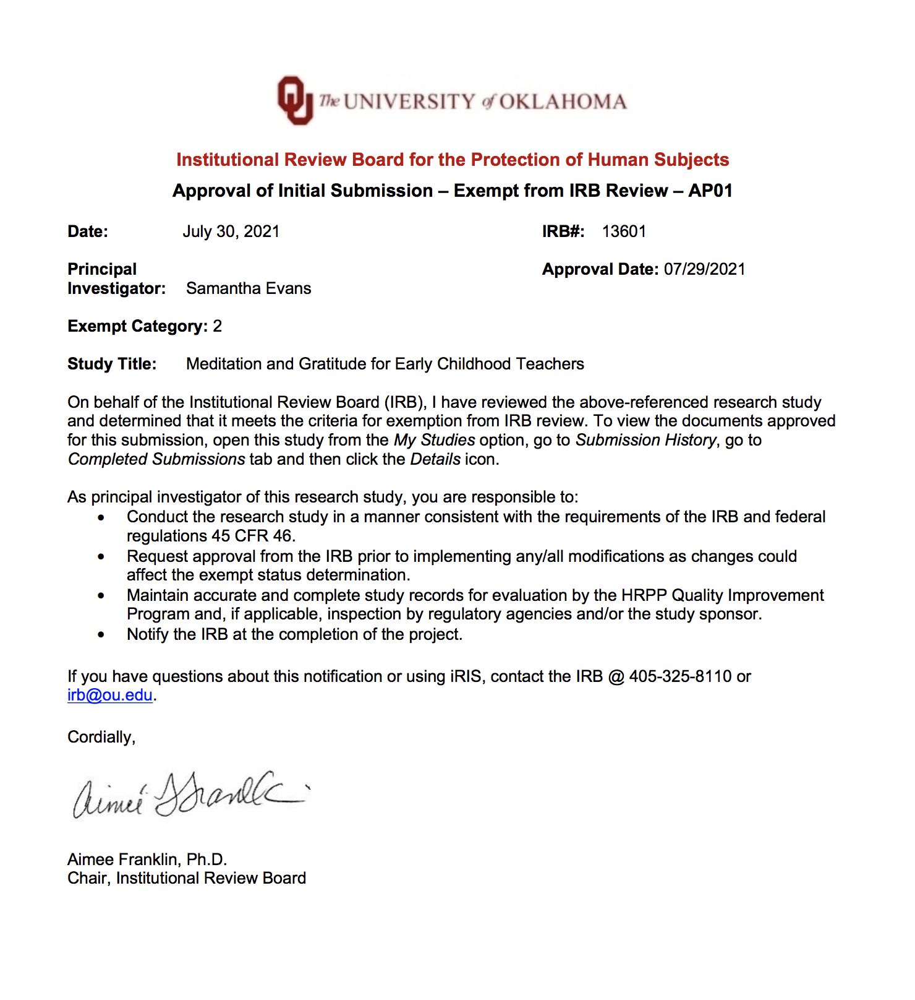 OU The UNIVERSITY of OKLAHOMA
Institutional Review Board for the Protection of Human Subjects
Approval of Initial Submission – Exempt from IRB Review – AP01
Date: July 30, 2021 IRB#: 13601
Principal Approval Date: 07/29/2021
Investigator: Samantha Evans
Exempt Category: 2
Study Title: Meditation and Gratitude for Early Childhood Teachers
On behalf of the Institutional Review Board (IRB), I have reviewed the above-referenced research study
and determined that it meets the criteria for exemption from IRB review. To view the documents approved
for this submission, open this study from the My Studies option, go to Submission History, go to
Completed Submissions tab and then click the Details icon.
As principal investigator of this research study, you are responsible to:
• Conduct the research study in a manner consistent with the requirements of the IRB and federal
regulations 45 CFR 46.
• Request approval from the IRB prior to implementing any/all modifications as changes could
affect the exempt status determination.
• Maintain accurate and complete study records for evaluation by the HRPP Quality Improvement
Program and, if applicable, inspection by regulatory agencies and/or the study sponsor.
• Notify the IRB at the completion of the project.
If you have questions about this notification or using iRIS, contact the IRB @ 405-325-8110 or
irb@ou.edu.
Cordially,
Aimeé
Aimee Franklin, Ph.D.
Chair, Institutional Review Board